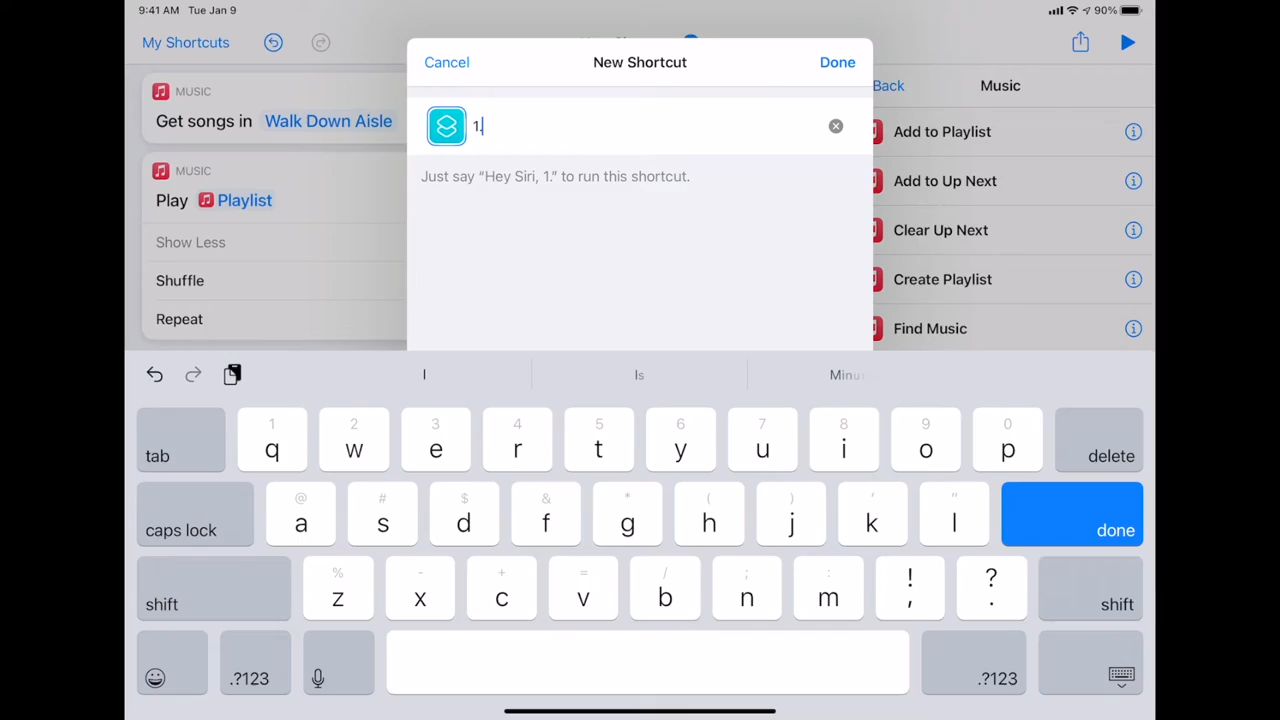 9:41 AM Tue Jan 9
90%
My Shortcuts
Cancel
New Shortcut
Done
1.
Just say “Hey Siri, 1.” to run this shortcut.
MUSIC
Get songs in Walk Down Aisle
MUSIC
Play Playlist
Show Less
Shuffle
Repeat
Back
Music
Add to Playlist
Add to Up Next
Clear Up Next
Create Playlist
Find Music
I
Is
1 2 3 4 5 6 7 8 9 0
tab q w e r t y u i o p delete
@ # $ & * ( ) ' "
caps lock a s d f g h j k l done
% - + = / ; : ! ?
shift z x c v b n m , . shift
.?123 .?123